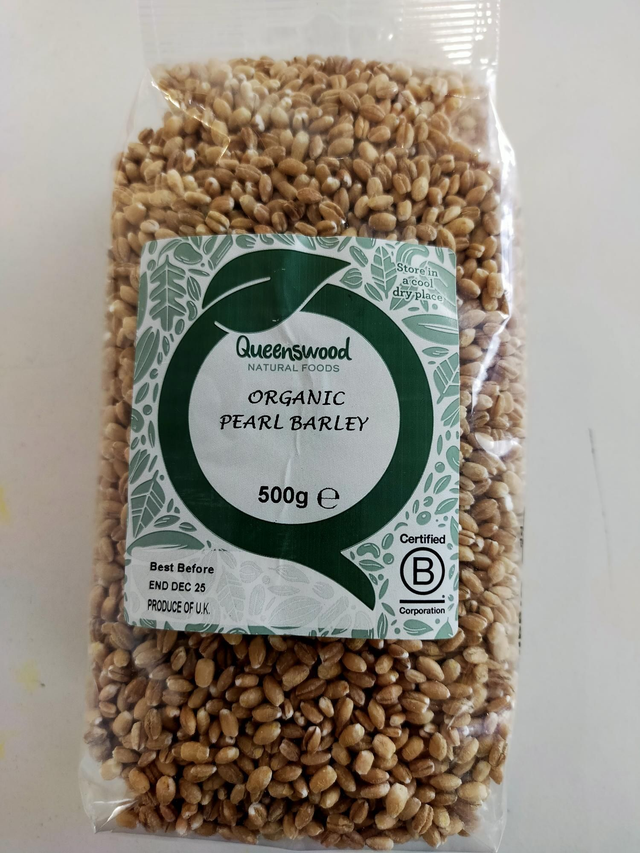 Store in
a cool
dry place
Queenswood
NATURAL FOODS
ORGANIC
PEARL BARLEY
500g ℮
Best Before
END DEC 25
PRODUCE OF U.K.
Certified
B
Corporation